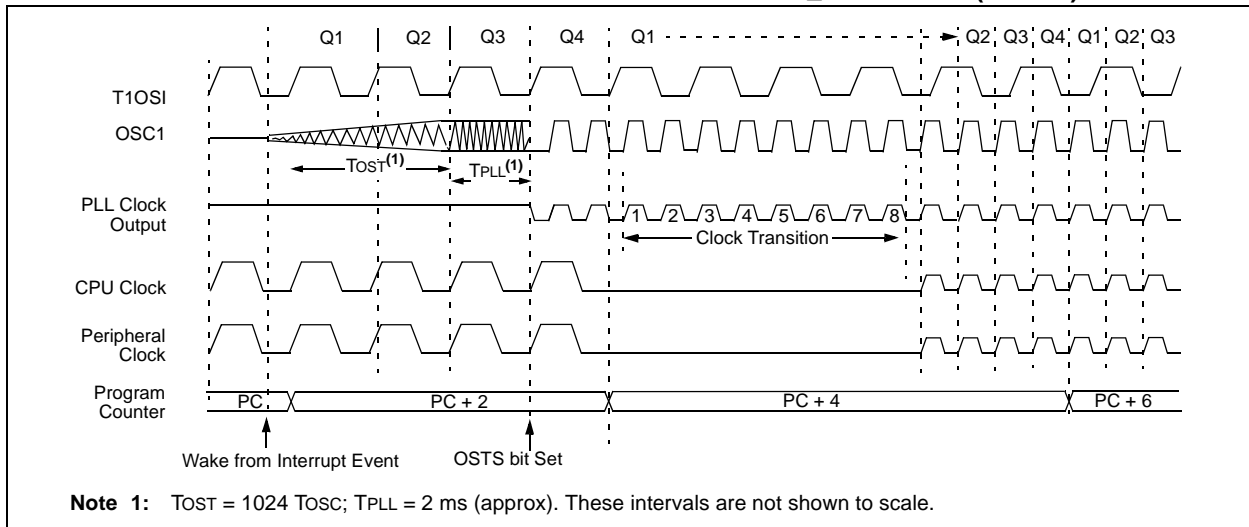 Q1 Q2 Q3 Q4 Q1 Q2 Q3 Q4 Q1 Q2 Q3
T1OSI
OSC1
TOST(1) TPLL(1)
PLL Clock
Output
1 2 3 4 5 6 7 8
Clock Transition
CPU Clock
Peripheral
Clock
Program
Counter
PC PC + 2 PC + 4 PC + 6
Wake from Interrupt Event OSTS bit Set
Note 1: TOST = 1024 TOSC; TPLL = 2 ms (approx). These intervals are not shown to scale.